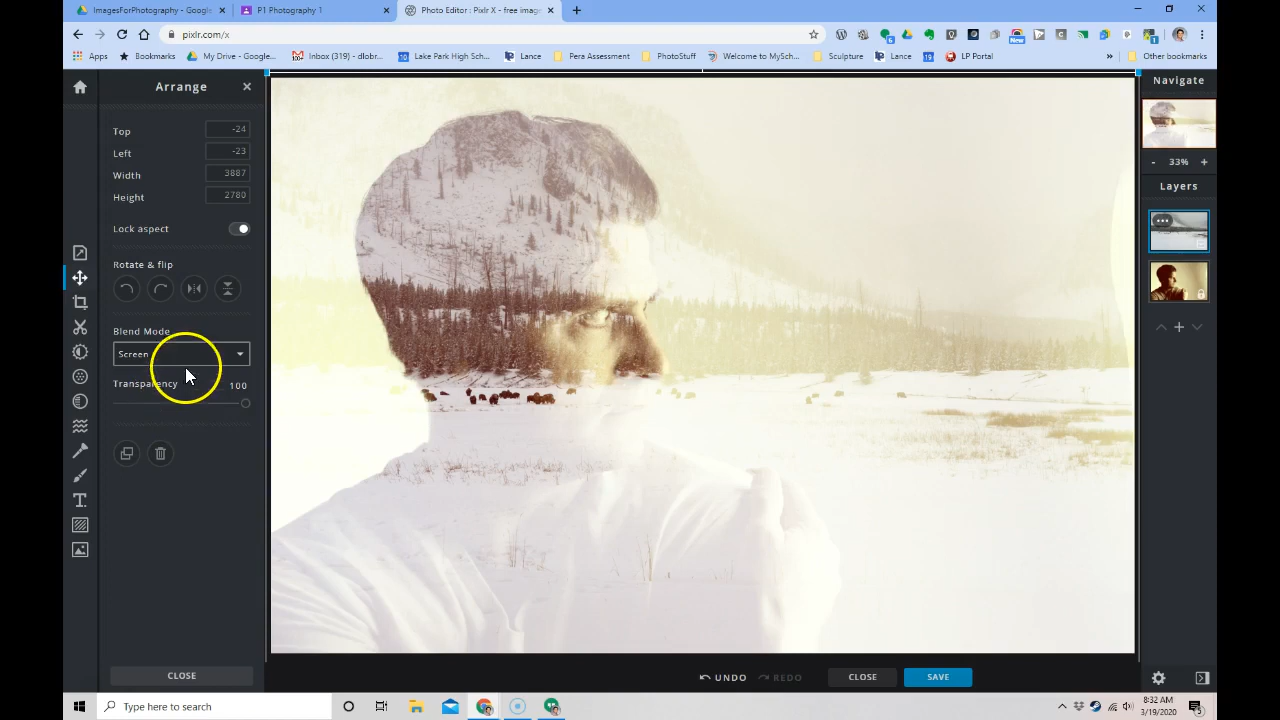 ImagesForPhotography - Google
P1 Photography 1
Photo Editor : Pixlr X - free imag
pixlr.com/x
Apps
Bookmarks
My Drive - Google...
Inbox (319) - dlobr...
Lake Park High Sch...
Lance
Pera Assessment
PhotoStuff
Welcome to MySch...
Sculpture
Lance
LP Portal
»
Other bookmarks
Arrange
Top -24
Left -23
Width 3887
Height 2780
Lock aspect
Rotate & flip
Blend Mode
Screen
Transparency 100
CLOSE
Navigate
- 33% +
Layers
UNDO
REDO
CLOSE
SAVE
Type here to search
8:32 AM
3/19/2020